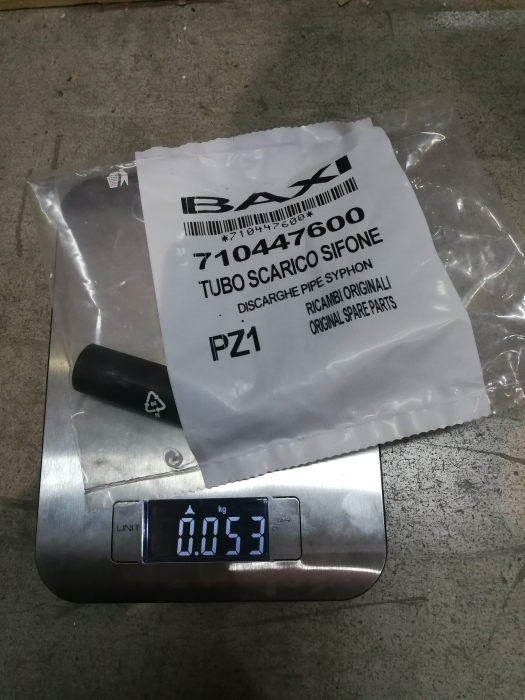 BAXI
*710447600*
710447600
TUBO SCARICO SIFONE
DISCARGHE PIPE SYPHON
RICAMBI ORIGINALI
PZ1
ORIGINAL SPARE PARTS
kg
UNIT
0.053